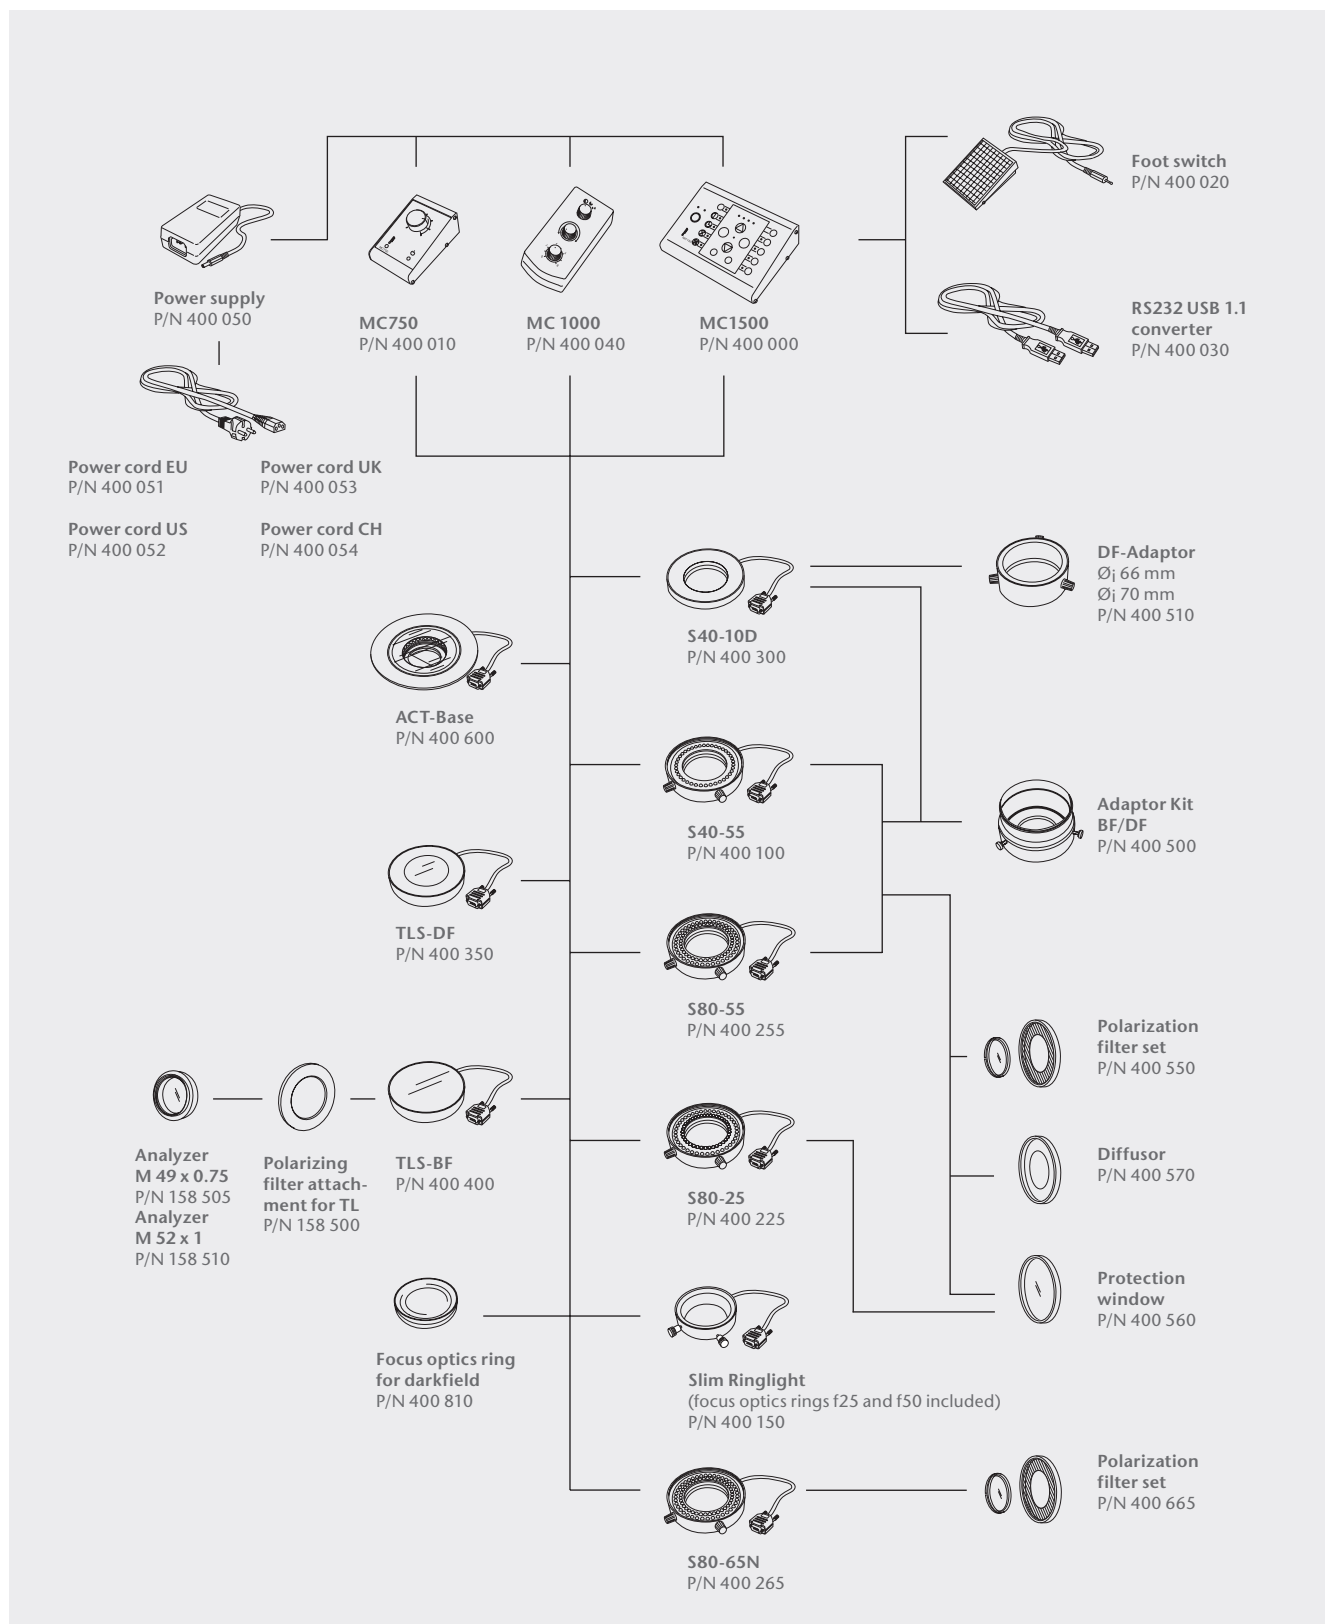 Foot switch
P/N 400 020
Power supply
P/N 400 050
MC750
P/N 400 010
MC 1000
P/N 400 040
MC1500
P/N 400 000
RS232 USB 1.1
converter
P/N 400 030
Power cord EU
P/N 400 051
Power cord UK
P/N 400 053
Power cord US
P/N 400 052
Power cord CH
P/N 400 054
DF-Adaptor
Ø¡ 66 mm
Ø¡ 70 mm
P/N 400 510
S40-10D
P/N 400 300
ACT-Base
P/N 400 600
S40-55
P/N 400 100
Adaptor Kit
BF/DF
P/N 400 500
TLS-DF
P/N 400 350
S80-55
P/N 400 255
Polarization
filter set
P/N 400 550
Analyzer
M 49 x 0.75
P/N 158 505
Analyzer
M 52 x 1
P/N 158 510
Polarizing
filter attach-
ment for TL
P/N 158 500
TLS-BF
P/N 400 400
S80-25
P/N 400 225
Diffusor
P/N 400 570
Protection
window
P/N 400 560
Focus optics ring
for darkfield
P/N 400 810
Slim Ringlight
(focus optics rings f25 and f50 included)
P/N 400 150
Polarization
filter set
P/N 400 665
S80-65N
P/N 400 265